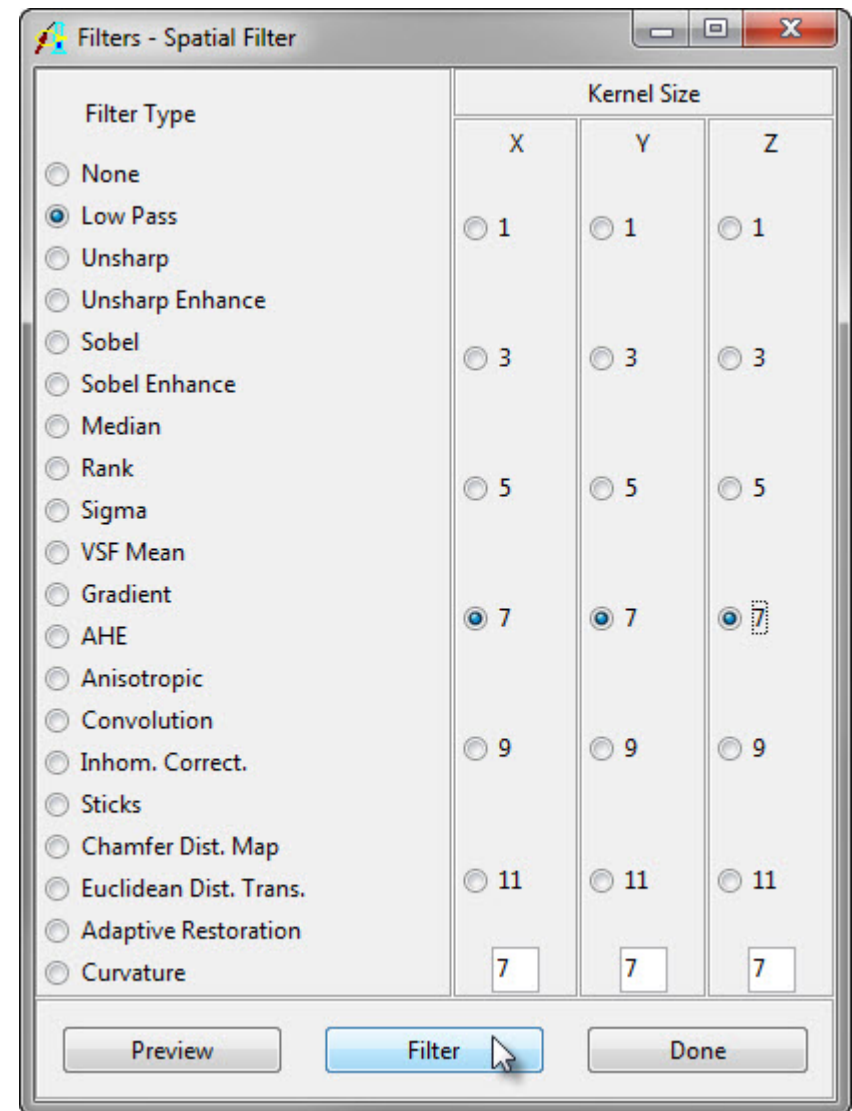 Filters - Spatial Filter
Filter Type
None
Low Pass
Unsharp
Unsharp Enhance
Sobel
Sobel Enhance
Median
Rank
Sigma
VSF Mean
Gradient
AHE
Anisotropic
Convolution
Inhom. Correct.
Sticks
Chamfer Dist. Map
Euclidean Dist. Trans.
Adaptive Restoration
Curvature
Kernel Size
X Y Z
1 1 1
3 3 3
5 5 5
7 7 7
9 9 9
11 11 11
7 7 7
Preview Filter Done